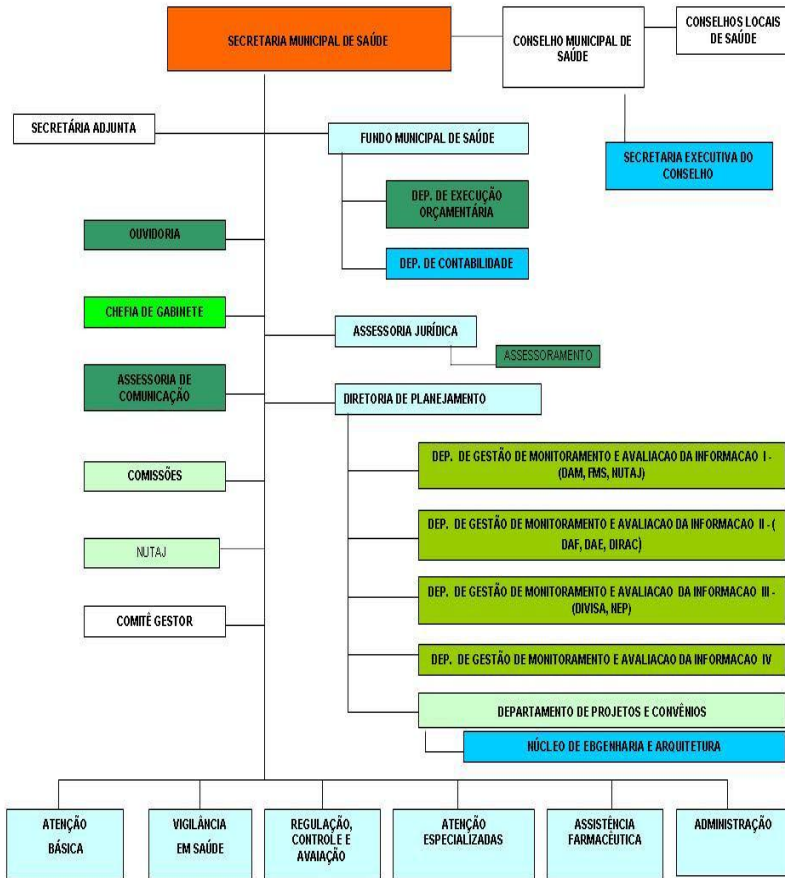 SECRETARIA MUNICIPAL DE SAÚDE
CONSELHO MUNICIPAL DE
SAÚDE
CONSELHOS LOCAIS
DE SAÚDE
SECRETÁRIA ADJUNTA
FUNDO MUNICIPAL DE SAÚDE
SECRETARIA EXECUTIVA DO
CONSELHO
DEP. DE EXECUÇÃO
ORÇAMENTÁRIA
OUVIDORIA
DEP. DE CONTABILIDADE
CHEFIA DE GABINETE
ASSESSORIA JURÍDICA
ASSESSORAMENTO
ASSESSORIA DE
COMUNICAÇÃO
DIRETORIA DE PLANEJAMENTO
DEP. DE GESTÃO DE MONITORAMENTO E AVALIACAO DA INFORMACAO I -
(DAM, FMS, NUTAJ)
COMISSÕES
DEP. DE GESTÃO DE MONITORAMENTO E AVALIACAO DA INFORMACAO II - (
DAF, DAE, DIRAC)
NUTAJ
DEP. DE GESTÃO DE MONITORAMENTO E AVALIACAO DA INFORMACAO III -
(DIVISA, NEP)
COMITÊ GESTOR
DEP. DE GESTÃO DE MONITORAMENTO E AVALIACAO DA INFORMACAO IV
DEPARTAMENTO DE PROJETOS E CONVÊNIOS
NÚCLEO DE EBGENHARIA E ARQUITETURA
ATENÇÃO
BÁSICA
VIGILÂNCIA
EM SAÚDE
REGULAÇÃO,
CONTROLE E
AVAIAÇÃO
ATENÇÃO
ESPECIALIZADAS
ASSISTÊNCIA
FARMACÊUTICA
ADMINISTRAÇÃO